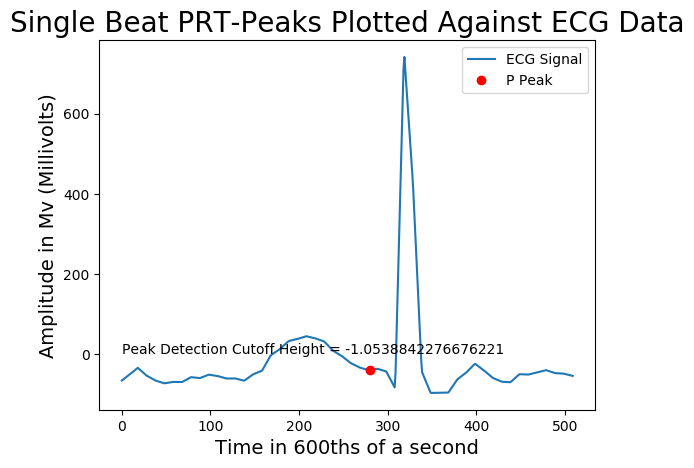 Single Beat PRT-Peaks Plotted Against ECG Data
ECG Signal
P Peak
600
400
200
0
Amplitude in Mv (Millivolts)
Peak Detection Cutoff Height = -1.0538842276676221
0 100 200 300 400 500
Time in 600ths of a second